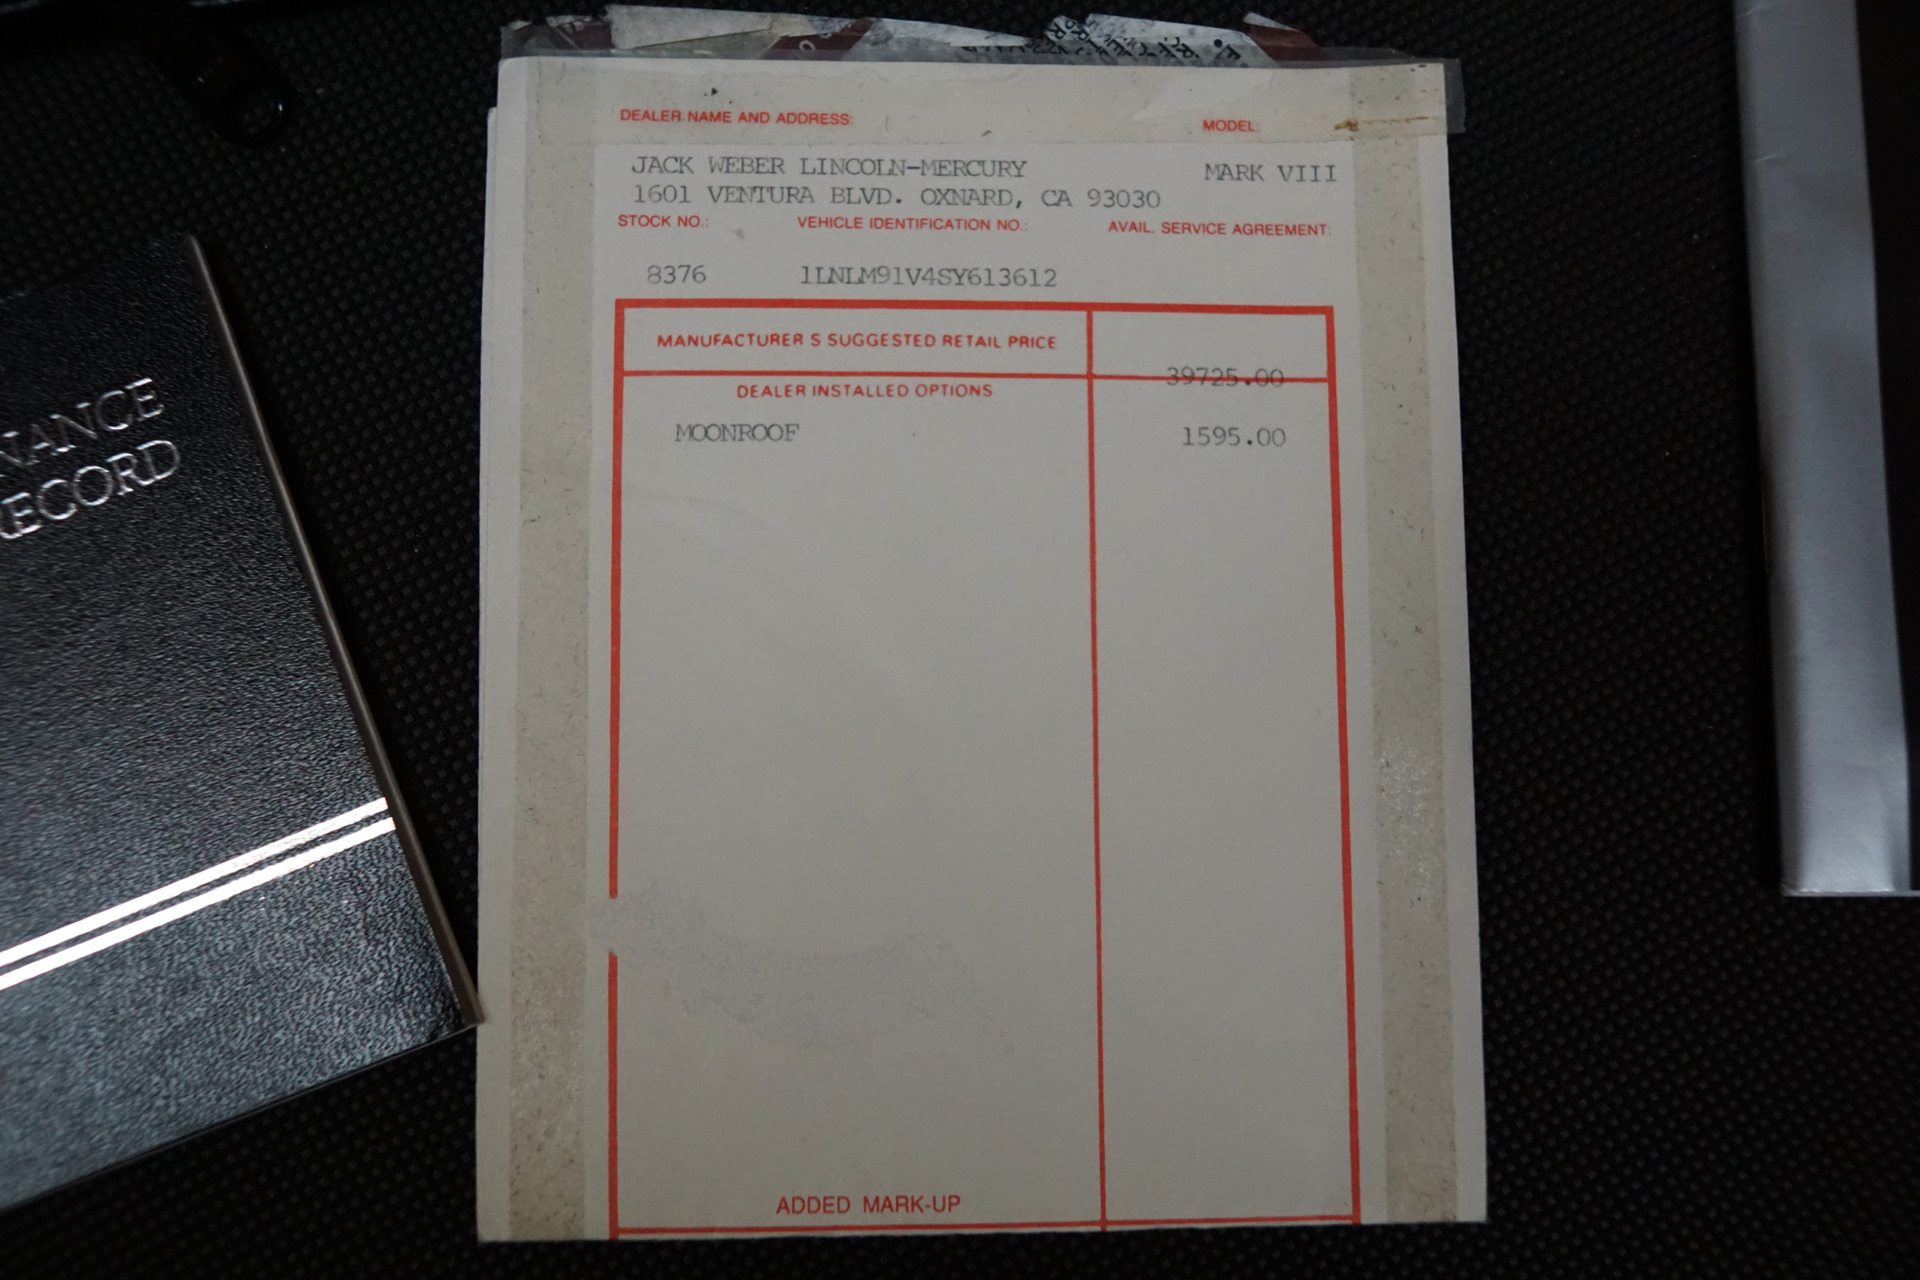 DEALER NAME AND ADDRESS:
MODEL:
JACK WEBER LINCOLN-MERCURY
MARK VIII
1601 VENTURA BLVD. OXNARD, CA 93030
STOCK NO.:
VEHICLE IDENTIFICATION NO.:
AVAIL. SERVICE AGREEMENT:
8376
1LNLM91V4SY613612
MANUFACTURER S SUGGESTED RETAIL PRICE
39725.00
DEALER INSTALLED OPTIONS
MOONROOF
1595.00
ADDED MARK-UP
NANCE
RECORD